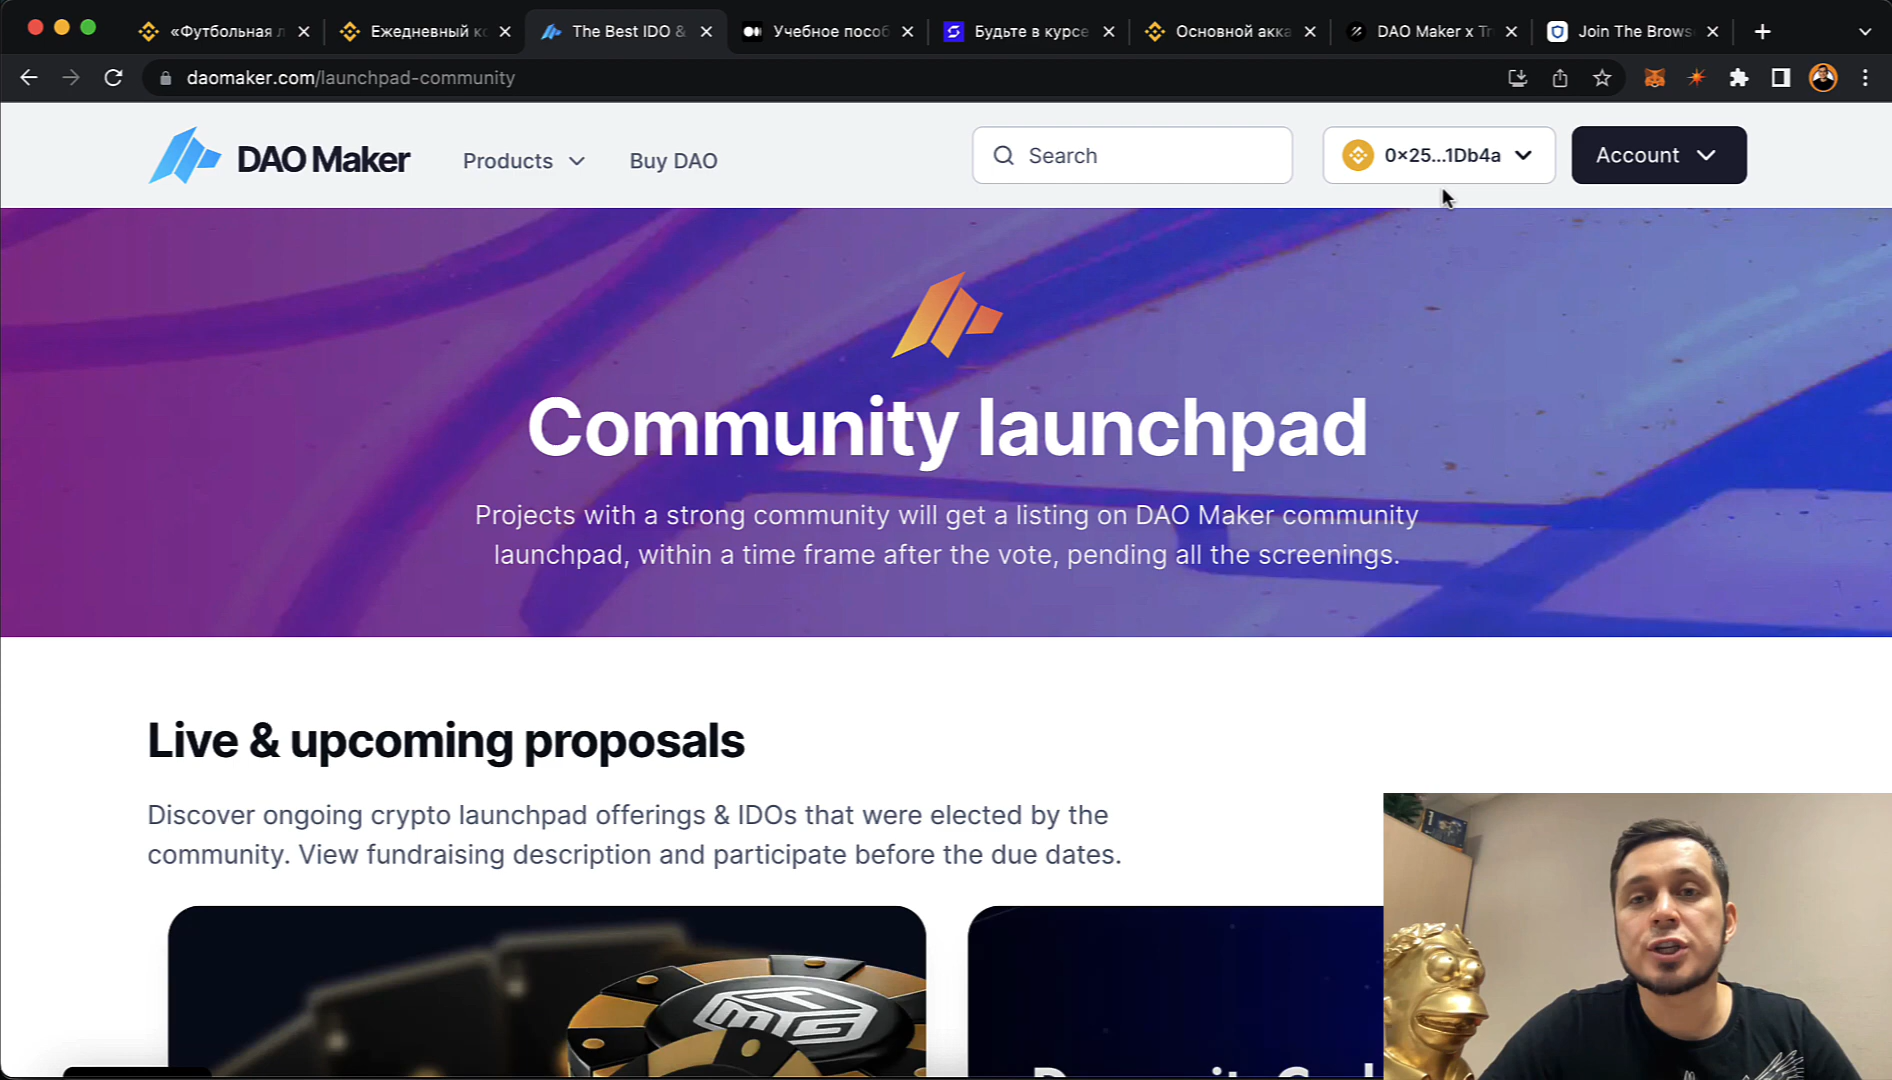 «Футбольная л
Ежедневный кс
The Best IDO &
Учебное пособ
Будьте в курсе
Основной акка
DAO Maker x Tr
Join The Brows
daomaker.com/launchpad-community
DAO Maker
Products
Buy DAO
Search
0×25...1Db4a
Account
Community launchpad
Projects with a strong community will get a listing on DAO Maker community
launchpad, within a time frame after the vote, pending all the screenings.
Live & upcoming proposals
Discover ongoing crypto launchpad offerings & IDOs that were elected by the
community. View fundraising description and participate before the due dates.